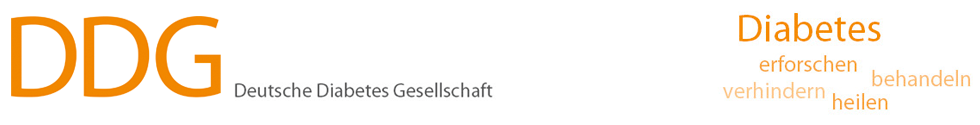 DDG Deutsche Diabetes Gesellschaft
Diabetes
erforschen
behandeln
verhindern
heilen